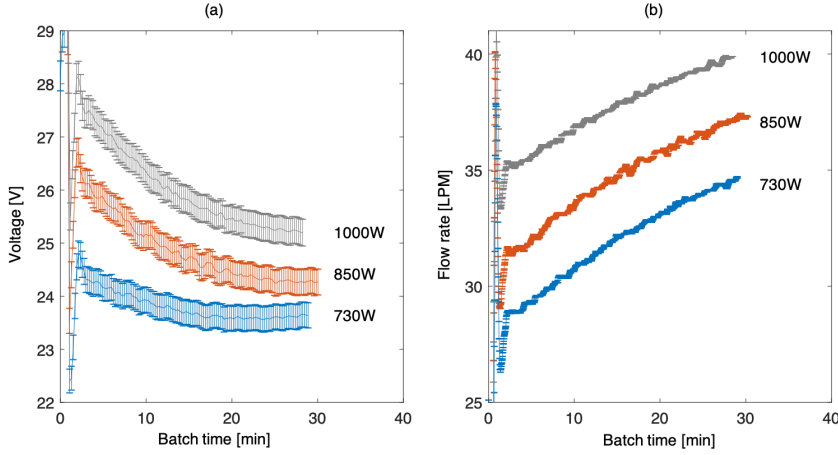 (a)
29
28
27
26
25
24
23
22
Voltage [V]
1000W
850W
730W
0
10
20
30
40
Batch time [min]
(b)
40
35
30
25
Flow rate [LPM]
1000W
850W
730W
0
10
20
30
40
Batch time [min]